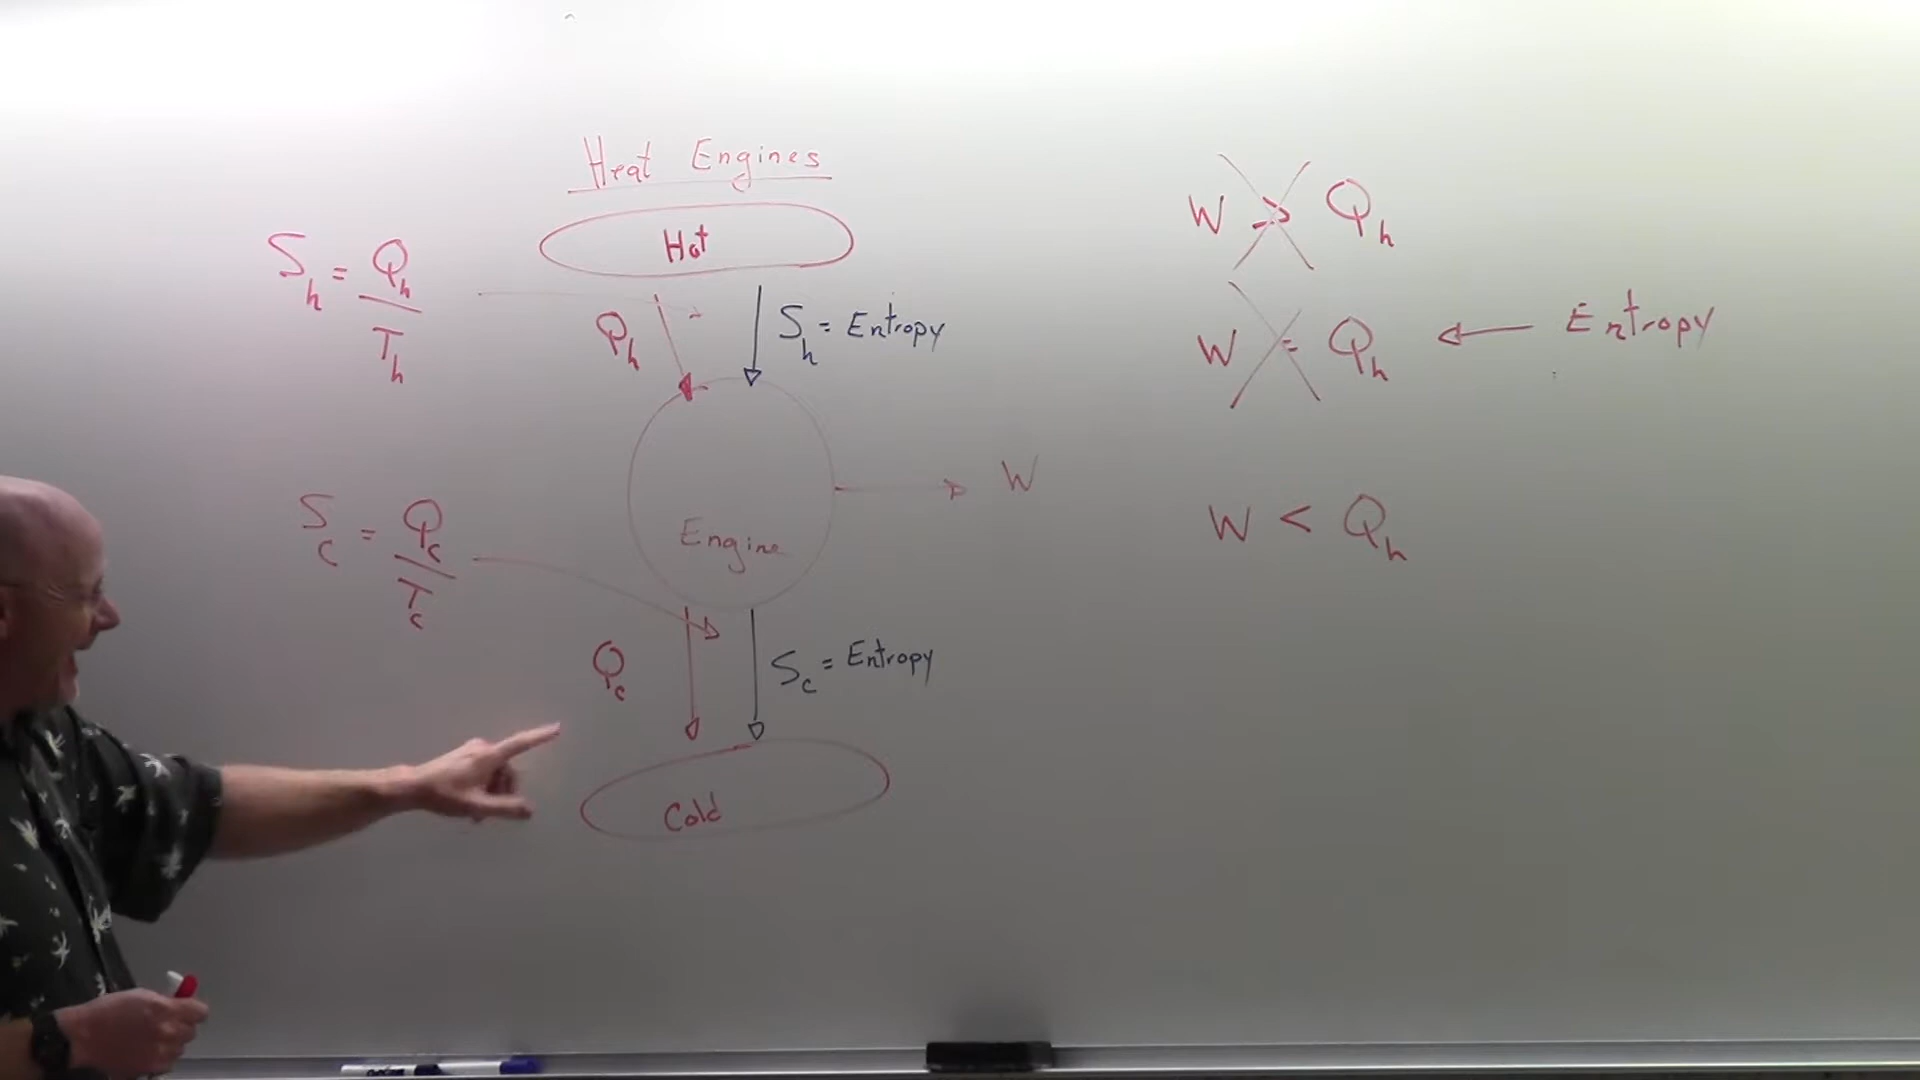 Heat Engines
Hot
S_h = Q_h / T_h
Q_h
S_h = Entropy
Engine
W
S_c = Q_c / T_c
Q_c
S_c = Entropy
Cold
W > Q_h
W = Q_h ← Entropy
W < Q_h